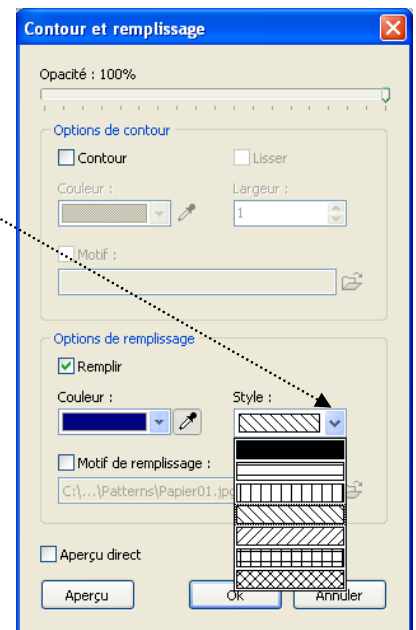 Contour et remplissage
Opacité : 100%
Options de contour
Contour
Lisser
Couleur :
Largeur :
1
Motif :
Options de remplissage
Remplir
Couleur :
Style :
Motif de remplissage :
C:\...\Patterns\Papier01.jpg
Aperçu direct
Aperçu
Ok
Annuler